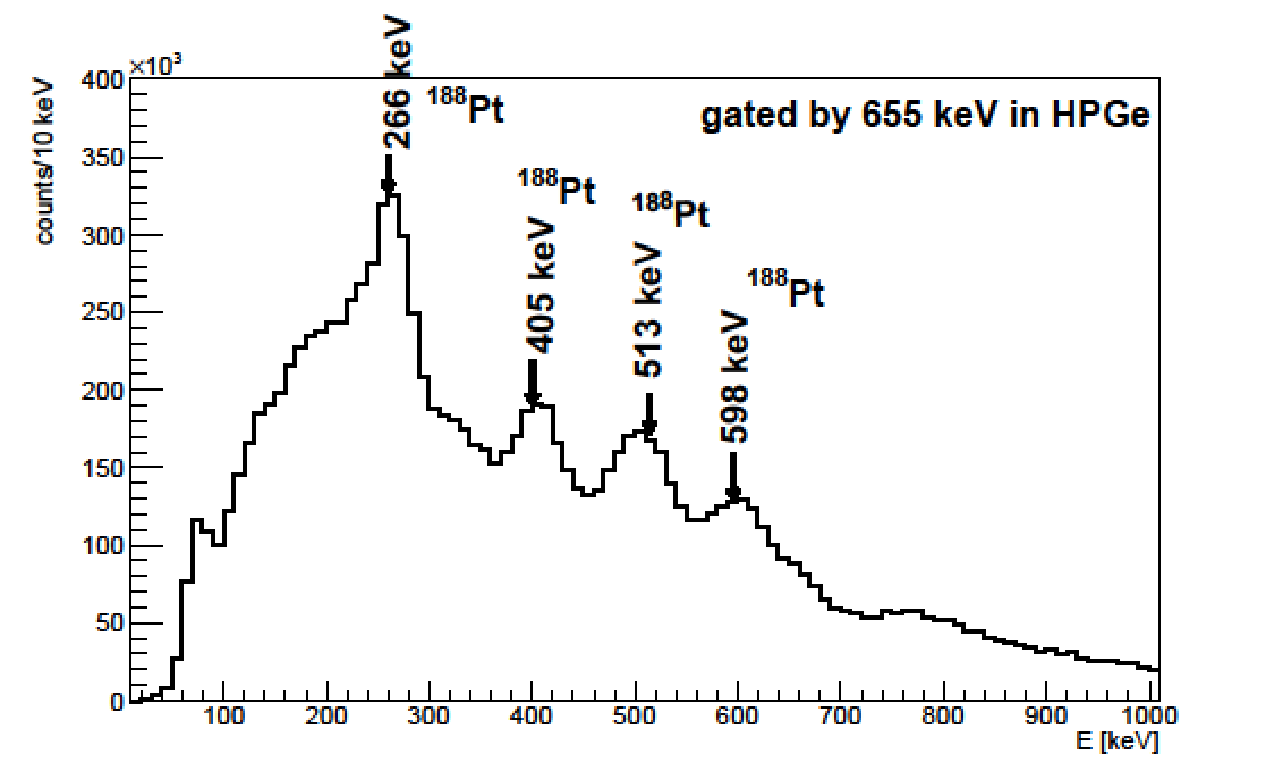 ×10³
400
350
300
250
200
150
100
50
0
counts/10 keV
266 keV
¹⁸⁸Pt
405 keV
¹⁸⁸Pt
513 keV
¹⁸⁸Pt
598 keV
¹⁸⁸Pt
gated by 655 keV in HPGe
100 200 300 400 500 600 700 800 900 1000
E [keV]